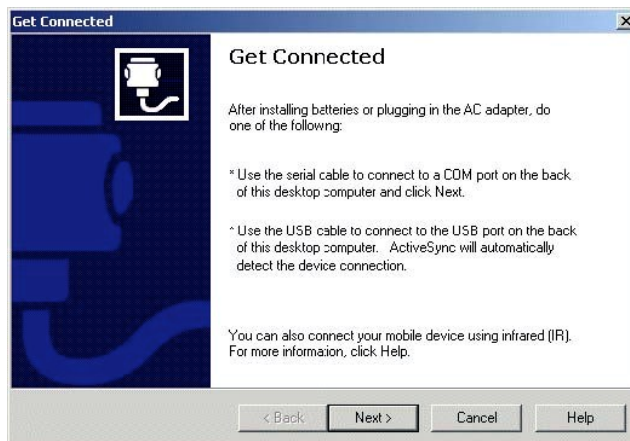 Get Connected
Get Connected
After installing batteries or plugging in the AC adapter, do
one of the following:
* Use the serial cable to connect to a COM port on the back
of this desktop computer and click Next.
* Use the USB cable to connect to the USB port on the back
of this desktop computer. ActiveSync will automatically
detect the device connection.
You can also connect your mobile device using infrared (IR).
For more information, click Help.
< Back Next > Cancel Help